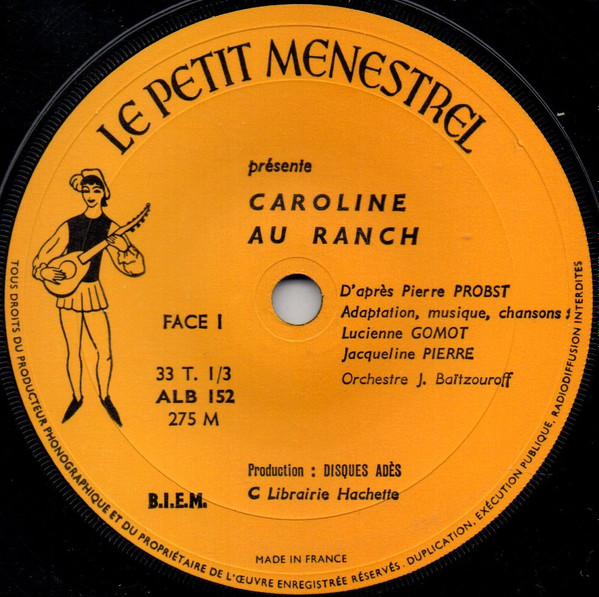 LE PETIT MENESTREL
présente
CAROLINE
AU RANCH
D'après Pierre PROBST
Adaptation, musique, chansons :
Lucienne GOMOT
Jacqueline PIERRE
Orchestre J. Baïtzouroff
FACE 1
33 T. 1/3
ALB 152
275 M
Production : DISQUES ADÈS
C Librairie Hachette
B.I.E.M.
MADE IN FRANCE
TOUS DROITS DU PRODUCTEUR PHONOGRAPHIQUE ET DU PROPRIÉTAIRE DE L'ŒUVRE ENREGISTRÉE RÉSERVÉS. DUPLICATION, EXÉCUTION PUBLIQUE, RADIODIFFUSION INTERDITES